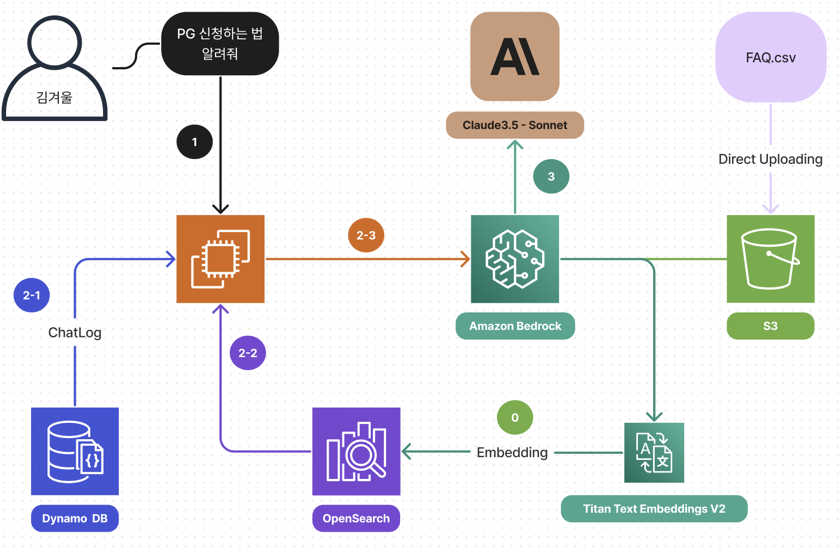 PG 신청하는 법
알려줘
김겨울
FAQ.csv
Claude3.5 - Sonnet
1
3
Direct Uploading
2-3
2-1
ChatLog
Amazon Bedrock
S3
2-2
0
Embedding
A
文
{}
Dynamo DB
OpenSearch
Titan Text Embeddings V2